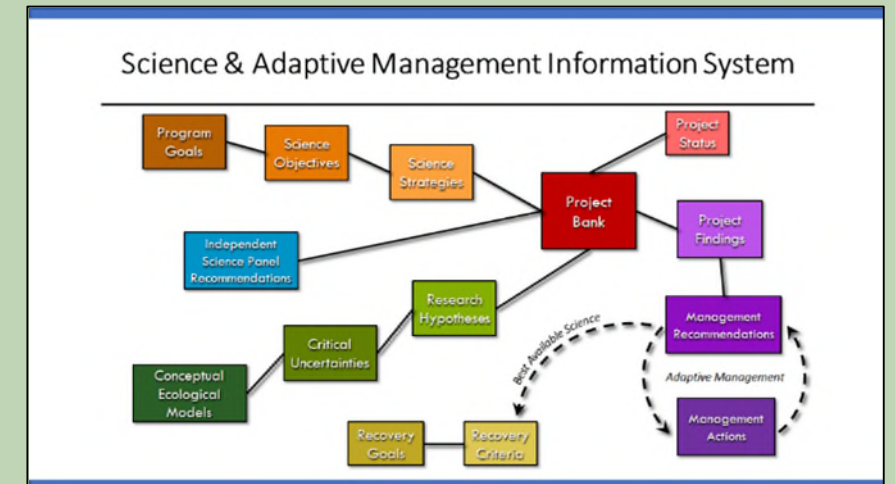 Science & Adaptive Management Information System
Program
Goals
Science
Objectives
Science
Strategies
Project
Status
Project
Bank
Project
Findings
Independent
Science Panel
Recommendations
Research
Hypotheses
Critical
Uncertainties
Conceptual
Ecological
Models
Best Available Science
Management
Recommendations
Adaptive Management
Management
Actions
Recovery
Goals
Recovery
Criteria